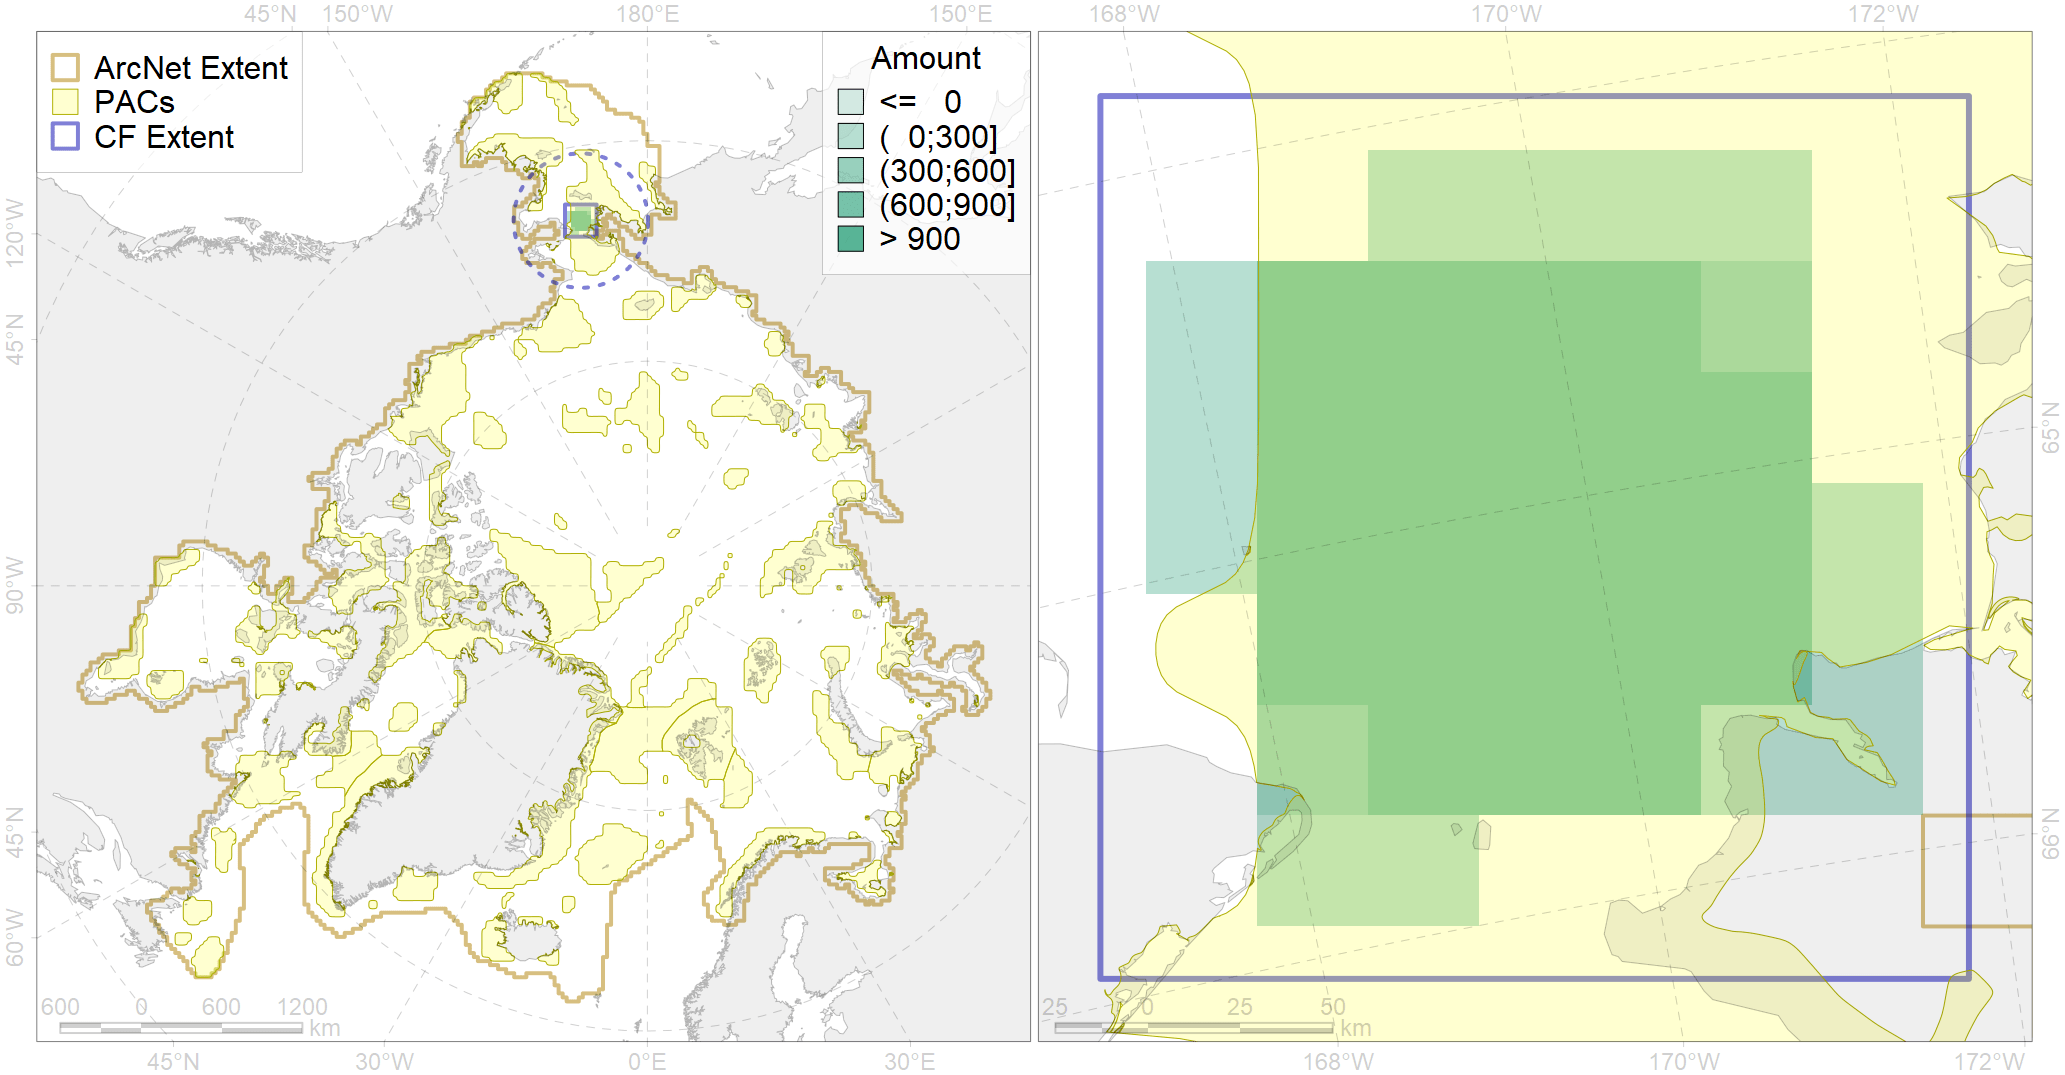 45°N 150°W 180°E 150°E 168°W 170°W 172°W
ArcNet Extent
PACs
CF Extent
Amount
<= 0
( 0;300]
(300;600]
(600;900]
> 900
120°W
45°N
90°W
45°N
60°W
65°N
66°N
600 0 600 1200
km
25 0 25 50
km
45°N 30°W 0°E 30°E 168°W 170°W 172°W